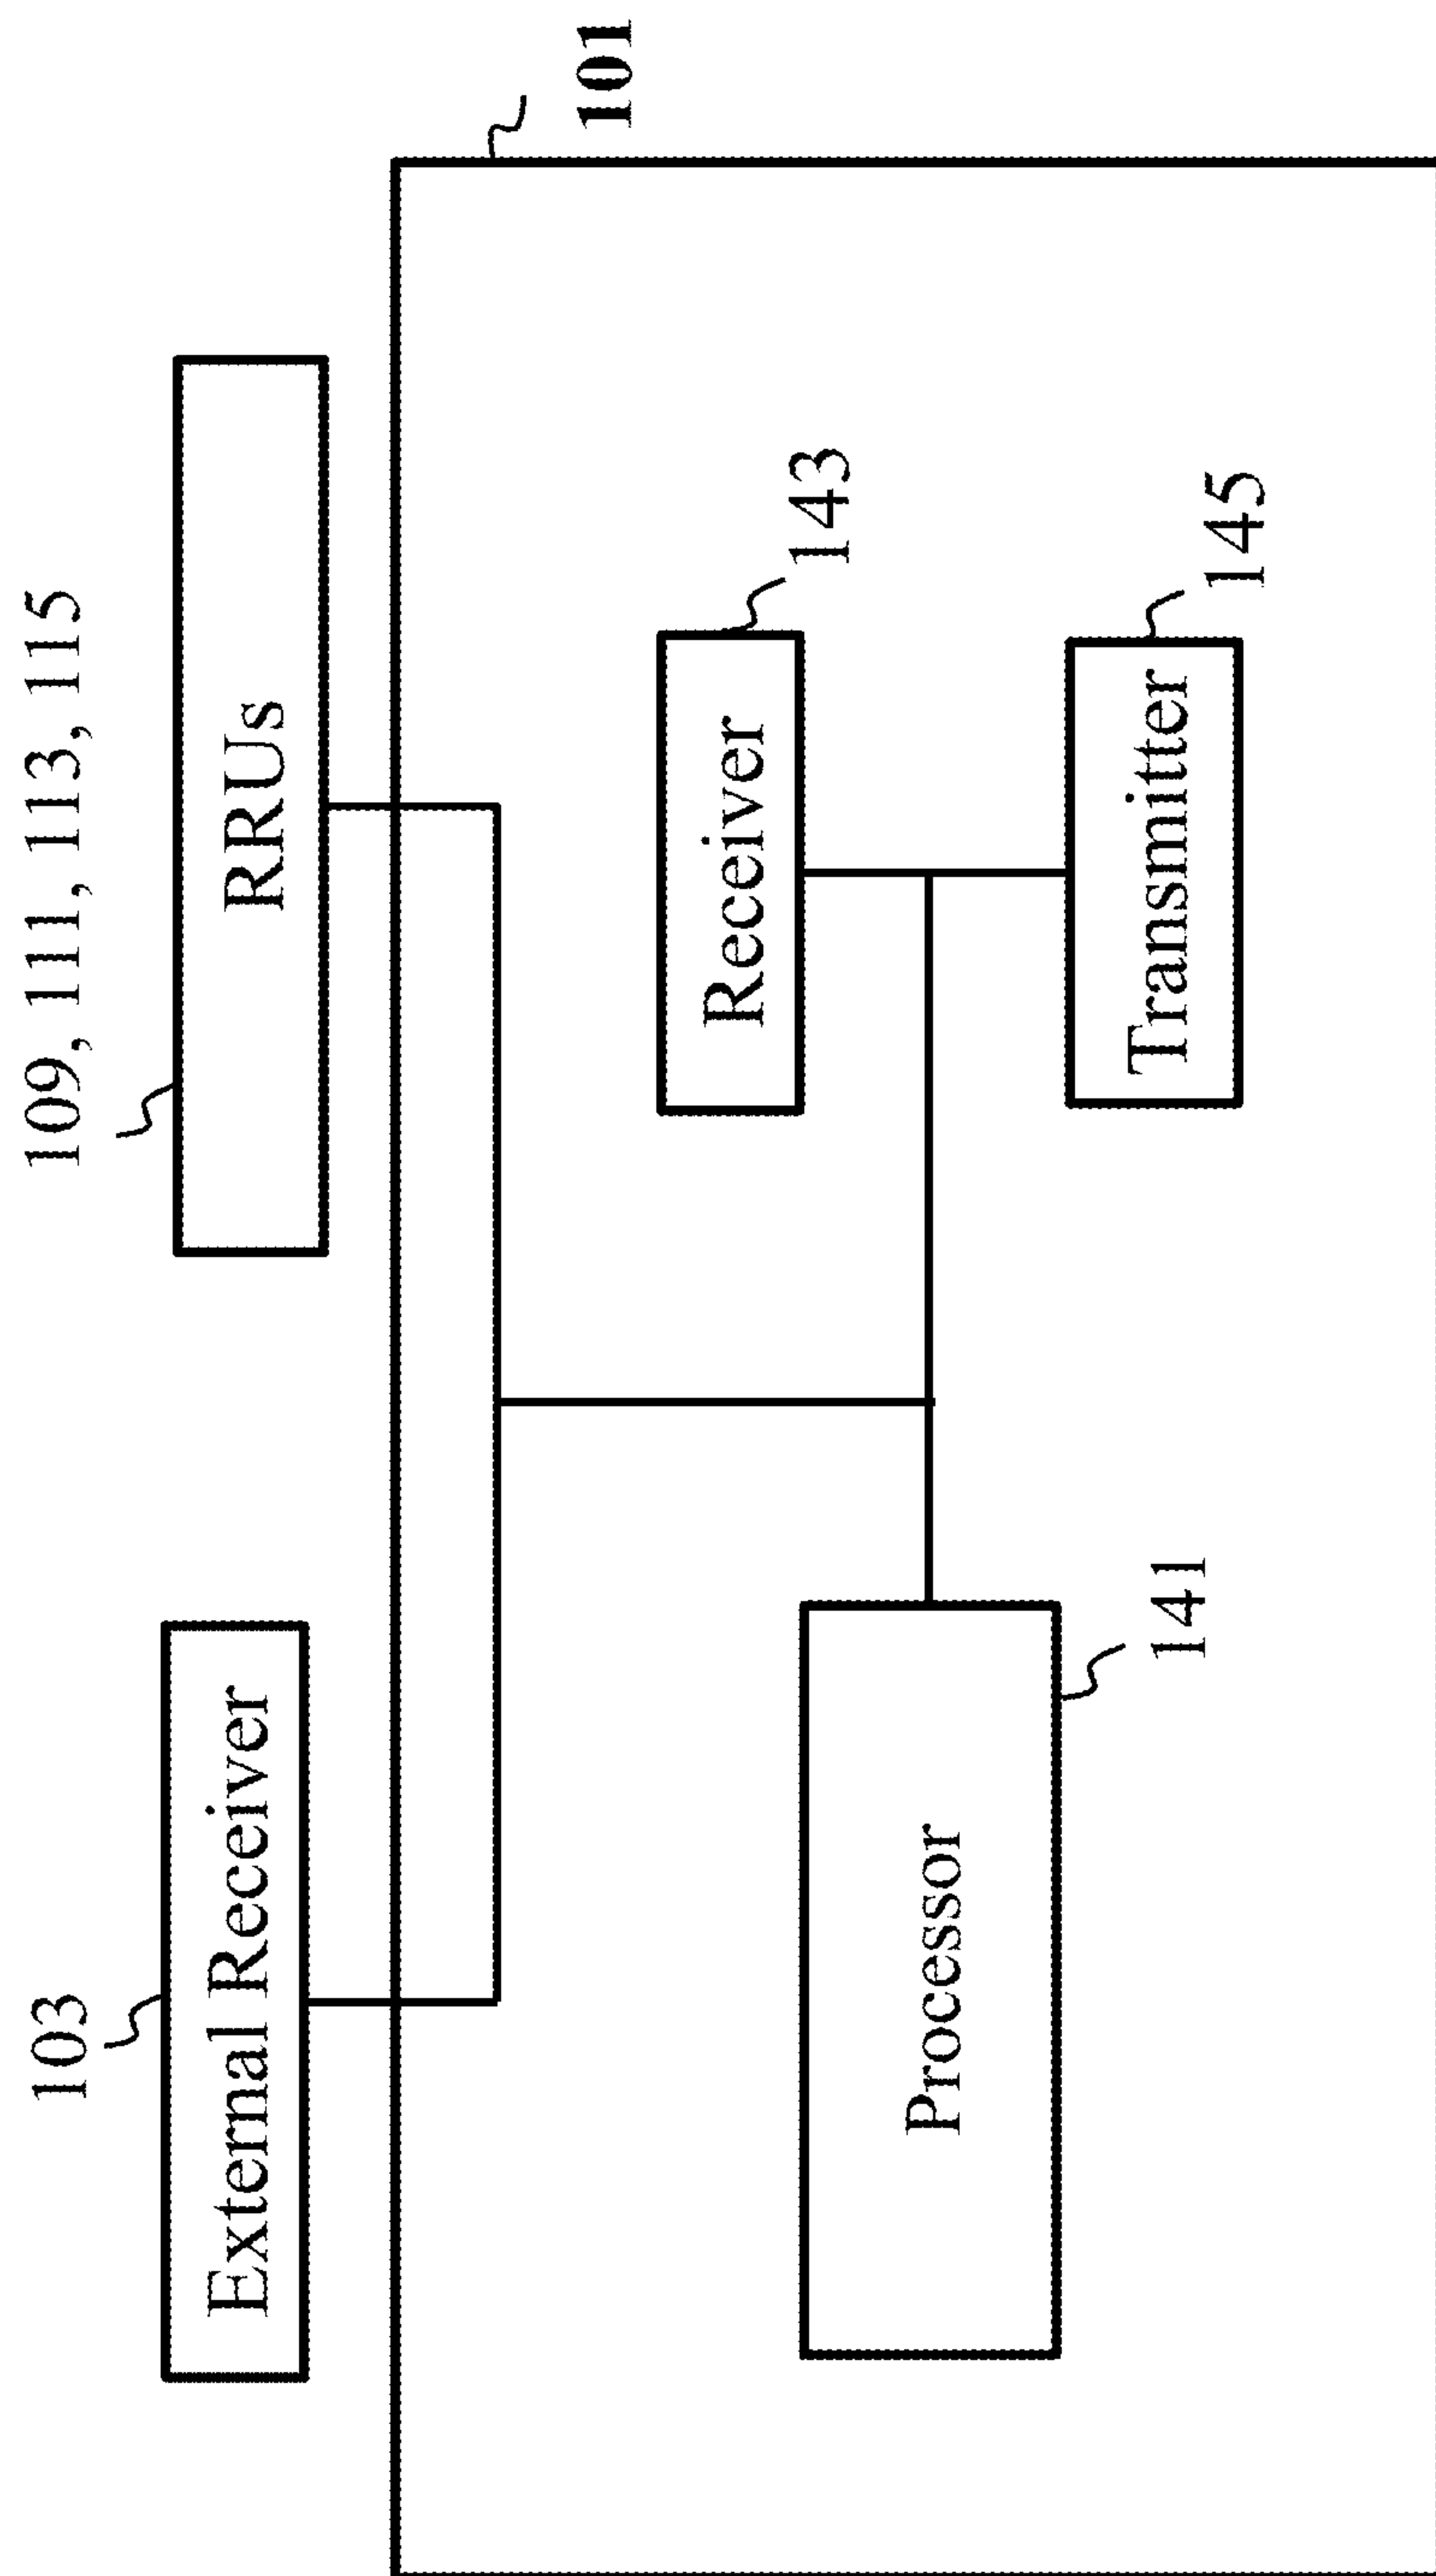 103
109, 111, 113, 115
External Receiver
RRUs
101
Receiver
143
Processor
141
Transmitter
145